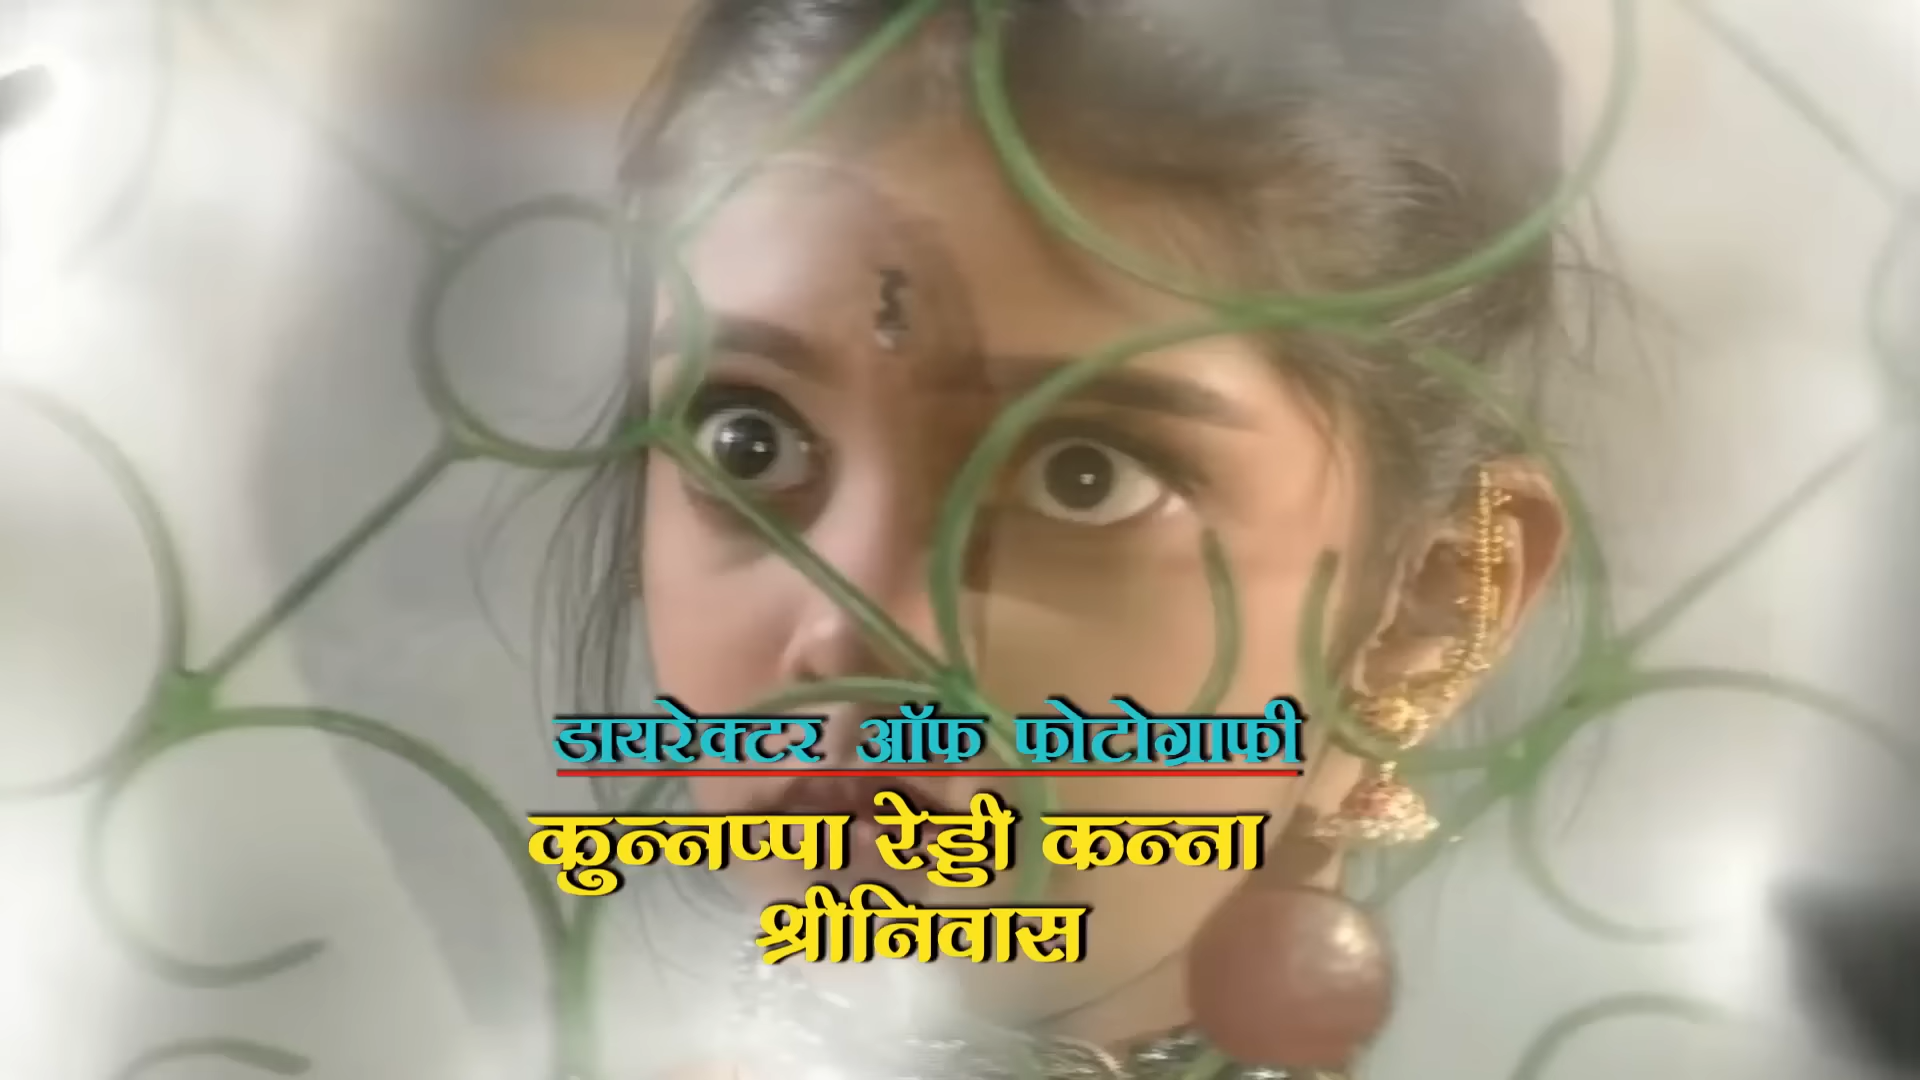 डायरेक्टर ऑफ फोटोग्राफी
कुन्नप्पा रेड्डी कन्ना
श्रीनिवास